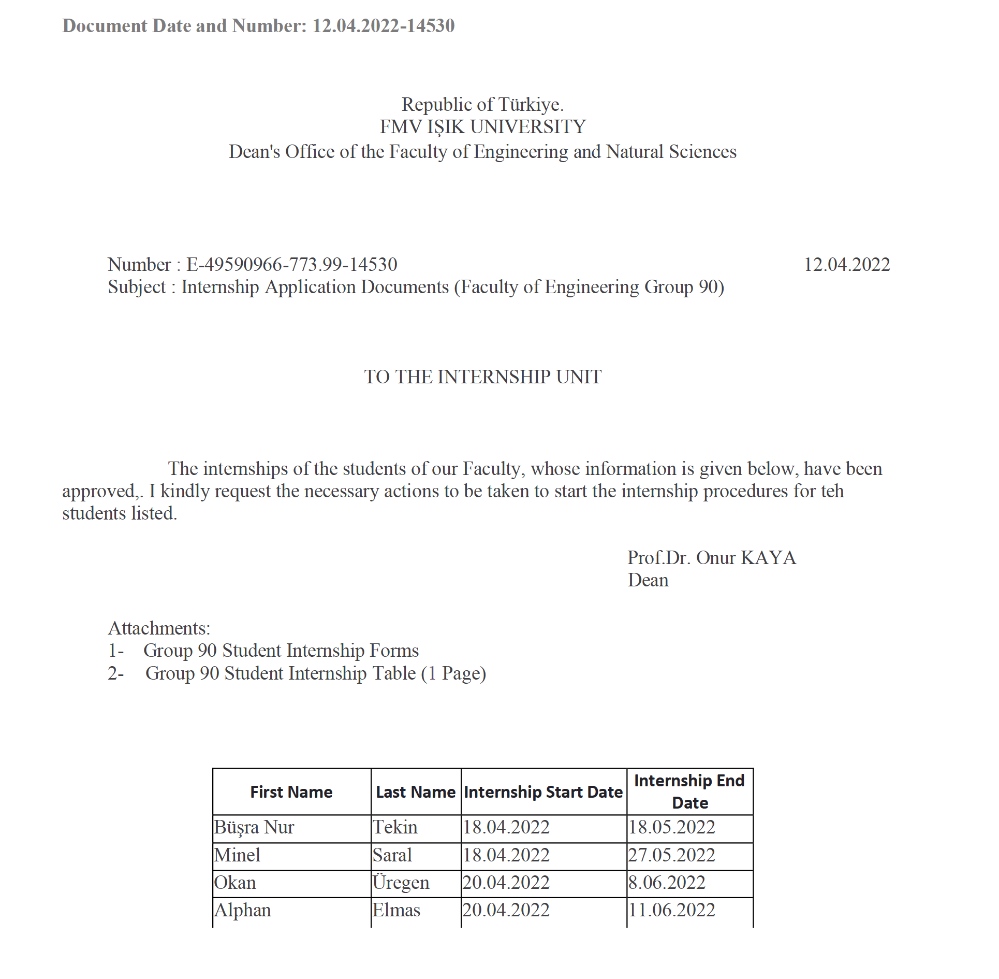 Document Date and Number: 12.04.2022-14530
Republic of Türkiye.
FMV IŞIK UNIVERSITY
Dean's Office of the Faculty of Engineering and Natural Sciences
Number : E-49590966-773.99-14530 12.04.2022
Subject : Internship Application Documents (Faculty of Engineering Group 90)
TO THE INTERNSHIP UNIT
The internships of the students of our Faculty, whose information is given below, have been
approved,. I kindly request the necessary actions to be taken to start the internship procedures for teh
students listed.
Prof.Dr. Onur KAYA
Dean
Attachments:
1- Group 90 Student Internship Forms
2- Group 90 Student Internship Table (1 Page)
First Name Last Name Internship Start Date Internship End Date
Büşra Nur Tekin 18.04.2022 18.05.2022
Minel Saral 18.04.2022 27.05.2022
Okan Üregen 20.04.2022 8.06.2022
Alphan Elmas 20.04.2022 11.06.2022